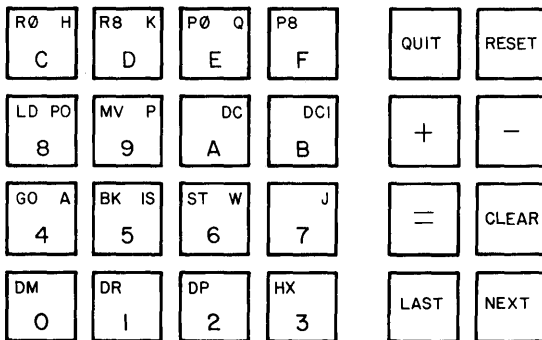 RØ H R8 K PØ Q P8
C D E F QUIT RESET
LD PO MV P DC DC1
8 9 A B + -
GO A BK IS ST W J
4 5 6 7 = CLEAR
DM DR DP HX
0 1 2 3 LAST NEXT